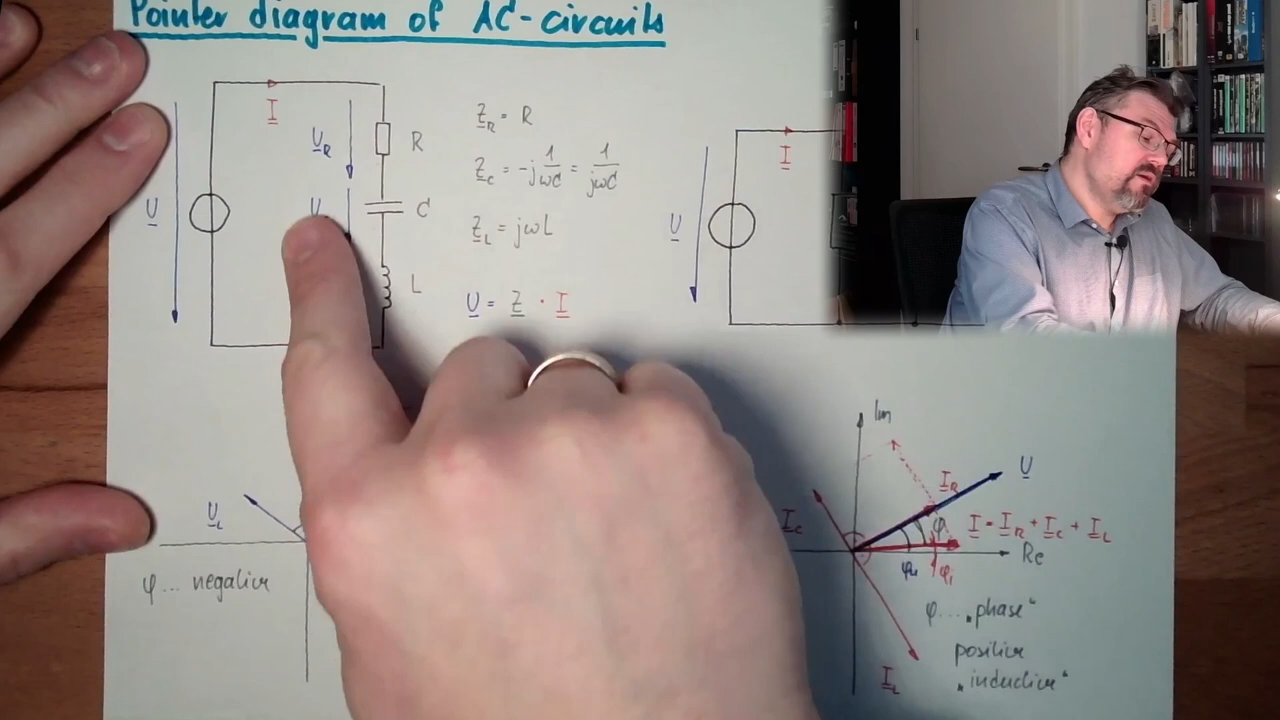 Pointer diagram of AC-circuits
I
U
U_R
R
U
C
L
Z_R = R
Z_C = -j 1/ωC = 1/jωC
Z_L = jωL
U = Z · I
I
U
U_L
φ... negativ
Im
U
I_R
I_C
φ
I = I_R + I_C + I_L
Re
φ_u
φ_i
φ.... „phase"
positiv
„inductiv"
I_L